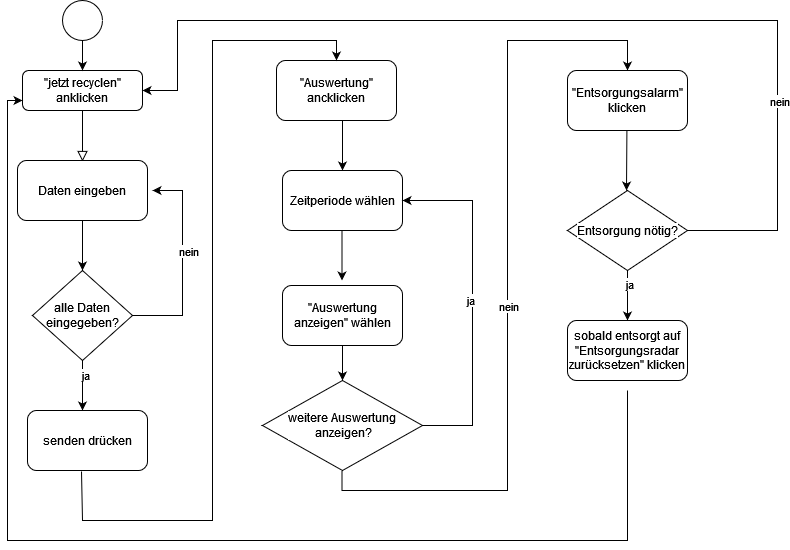 "jetzt recyclen"
anklicken
Daten eingeben
nein
alle Daten
eingegeben?
ja
senden drücken
"Auswertung"
ancklicken
Zeitperiode wählen
"Auswertung
anzeigen" wählen
ja
weitere Auswertung
anzeigen?
nein
"Entsorgungsalarm"
klicken
nein
Entsorgung nötig?
ja
sobald entsorgt auf
"Entsorgungsradar
zurücksetzen" klicken